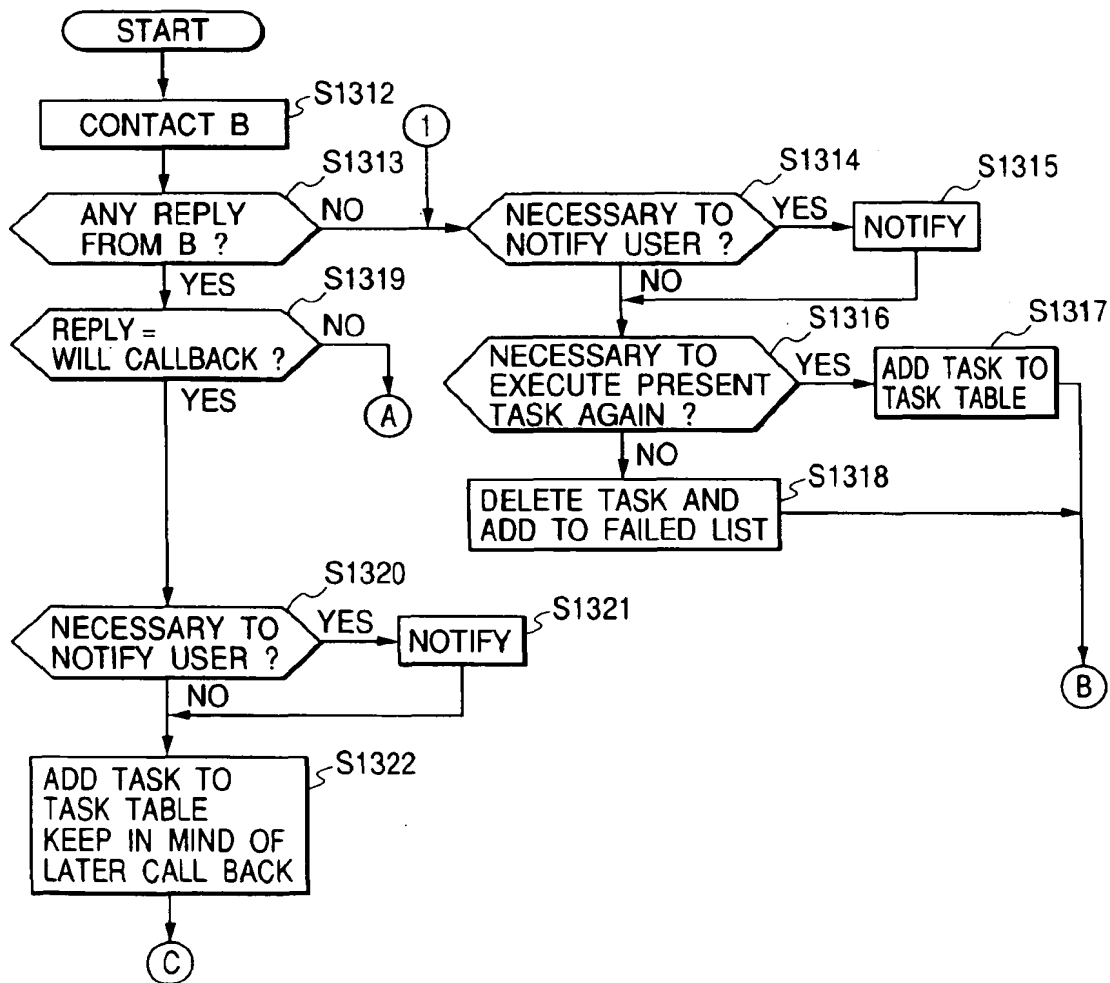 START
S1312
CONTACT B
1
S1313
ANY REPLY
FROM B ?
NO
YES
S1314
NECESSARY TO
NOTIFY USER ?
YES
NO
S1315
NOTIFY
S1319
REPLY =
WILL CALLBACK ?
NO
YES
A
S1316
NECESSARY TO
EXECUTE PRESENT
TASK AGAIN ?
YES
NO
S1317
ADD TASK TO
TASK TABLE
S1318
DELETE TASK AND
ADD TO FAILED LIST
B
S1320
NECESSARY TO
NOTIFY USER ?
YES
NO
S1321
NOTIFY
S1322
ADD TASK TO
TASK TABLE
KEEP IN MIND OF
LATER CALL BACK
C